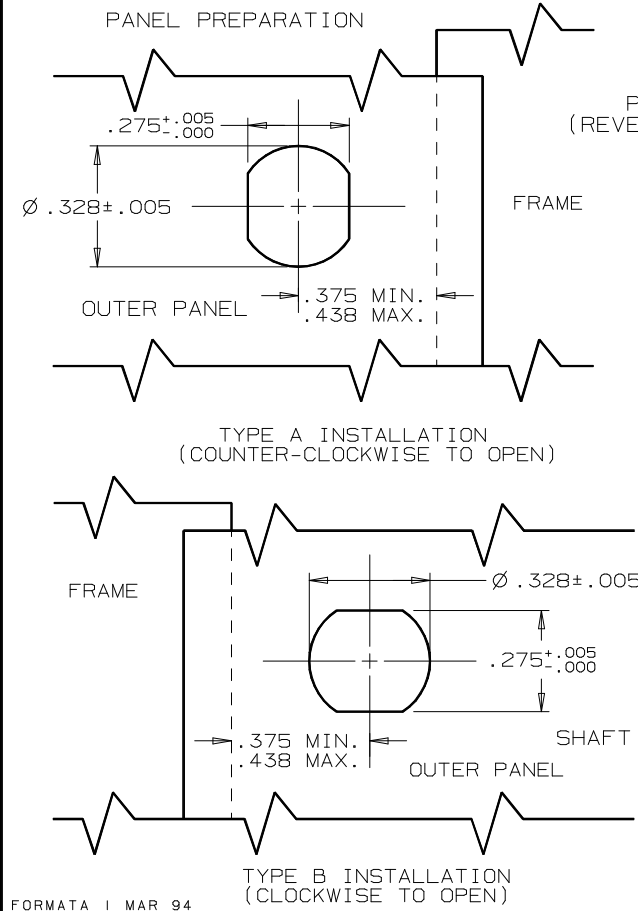 PANEL PREPARATION
P
(REVE
.275+.005
-.000
Ø .328±.005
FRAME
.375 MIN.
.438 MAX.
OUTER PANEL
TYPE A INSTALLATION
(COUNTER-CLOCKWISE TO OPEN)
FRAME
Ø .328±.005
.275+.005
-.000
.375 MIN.
.438 MAX.
SHAFT
OUTER PANEL
TYPE B INSTALLATION
(CLOCKWISE TO OPEN)
FORMATA 1 MAR 94